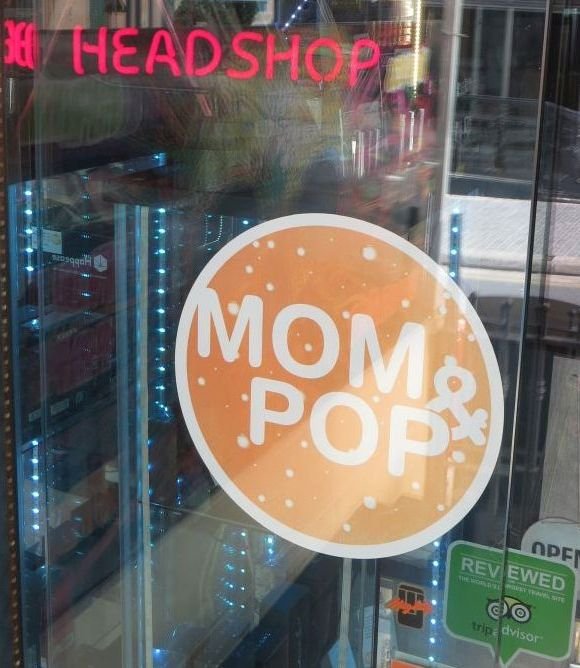 HEADSHOP
MOM &
POP
OPEN
REVIEWED
THE WORLD'S LARGEST TRAVEL SITE
tripadvisor